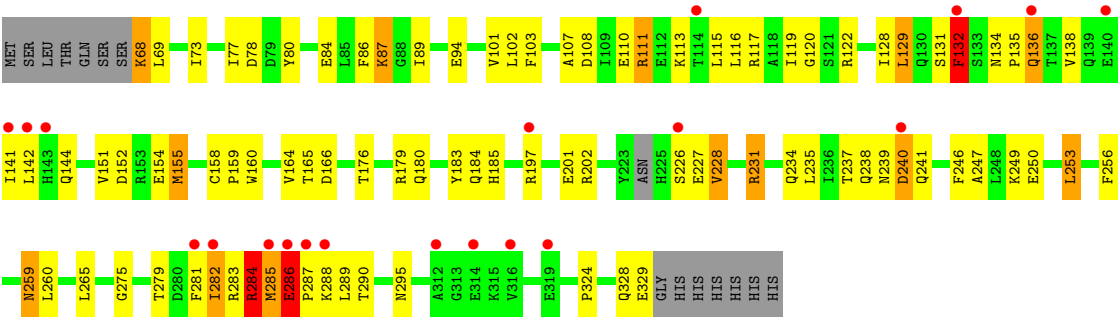 MET SER LEU THR GLN SER SER K68 L69 I73 I77 D78 D79 Y80 E84 L85 F86 K87 G88 I89 E94 V101 L102 F103 A107 D108 I109 E110 R111 E112 K113 T114 L115 L116 R117 A118 I119 G120 S121 R122 I128 L129 Q130 S131 F132 S133 N134 P135 Q136 T137 V138 Q139 E140
I141 L142 H143 Q144 V151 D152 R153 E154 M155 C158 P159 W160 V164 T165 D166 T176 R179 Q180 Y183 Q184 H185 R197 E201 R202 Y223 ASN H225 S226 E227 V228 R231 Q234 L235 I236 T237 Q238 N239 D240 Q241 F246 A247 L248 K249 E250 L253 F256
N259 L260 L265 G275 T279 D280 F281 I282 R283 R284 M285 E286 P287 K288 L289 T290 N295 A312 G313 E314 K315 V316 E319 P324 Q328 E329 GLY HIS HIS HIS HIS HIS HIS